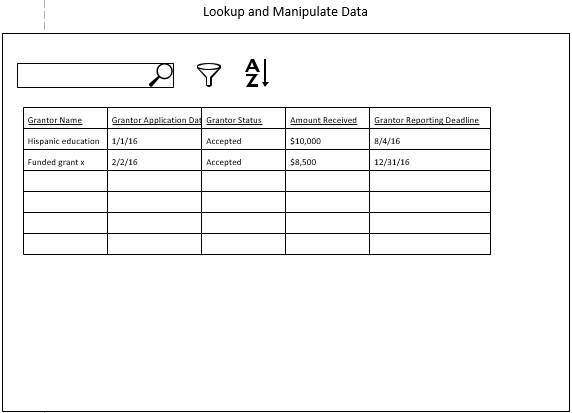 Lookup and Manipulate Data
A
Z
Grantor Name Grantor Application Dat Grantor Status Amount Received Grantor Reporting Deadline
Hispanic education 1/1/16 Accepted $10,000 8/4/16
Funded grant x 2/2/16 Accepted $8,500 12/31/16